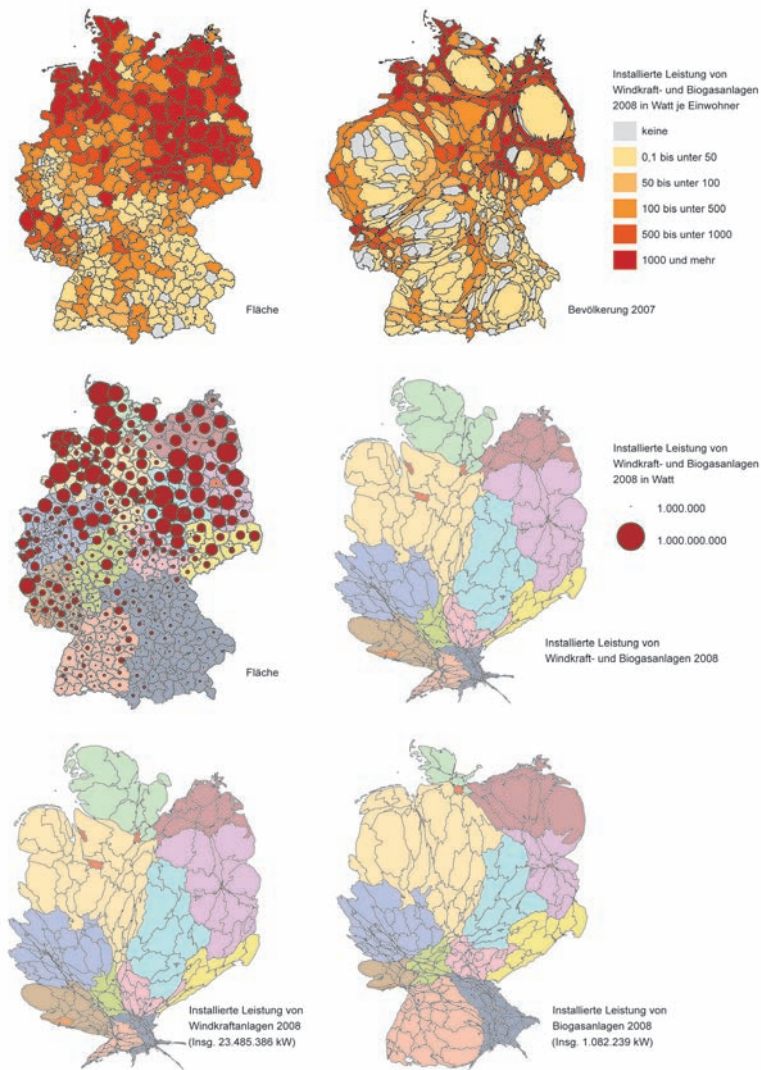 Installierte Leistung von
Windkraft- und Biogasanlagen
2008 in Watt je Einwohner
keine
0,1 bis unter 50
50 bis unter 100
100 bis unter 500
500 bis unter 1000
1000 und mehr
Fläche
Bevölkerung 2007
Installierte Leistung von
Windkraft- und Biogasanlagen
2008 in Watt
1.000.000
1.000.000.000
Fläche
Installierte Leistung von
Windkraft- und Biogasanlagen 2008
Installierte Leistung von
Windkraftanlagen 2008
(Insg. 23.485.386 kW)
Installierte Leistung von
Biogasanlagen 2008
(Insg. 1.082.239 kW)